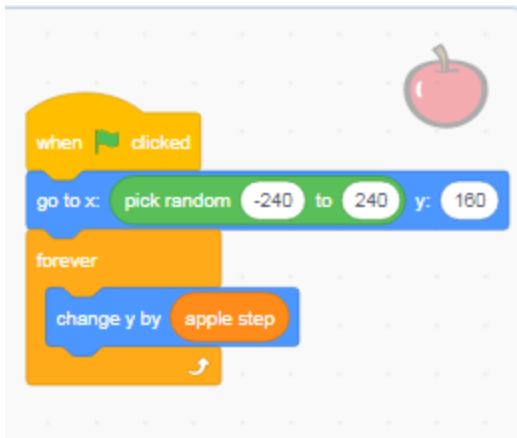 when clicked
go to x: pick random -240 to 240 y: 160
forever
change y by apple step